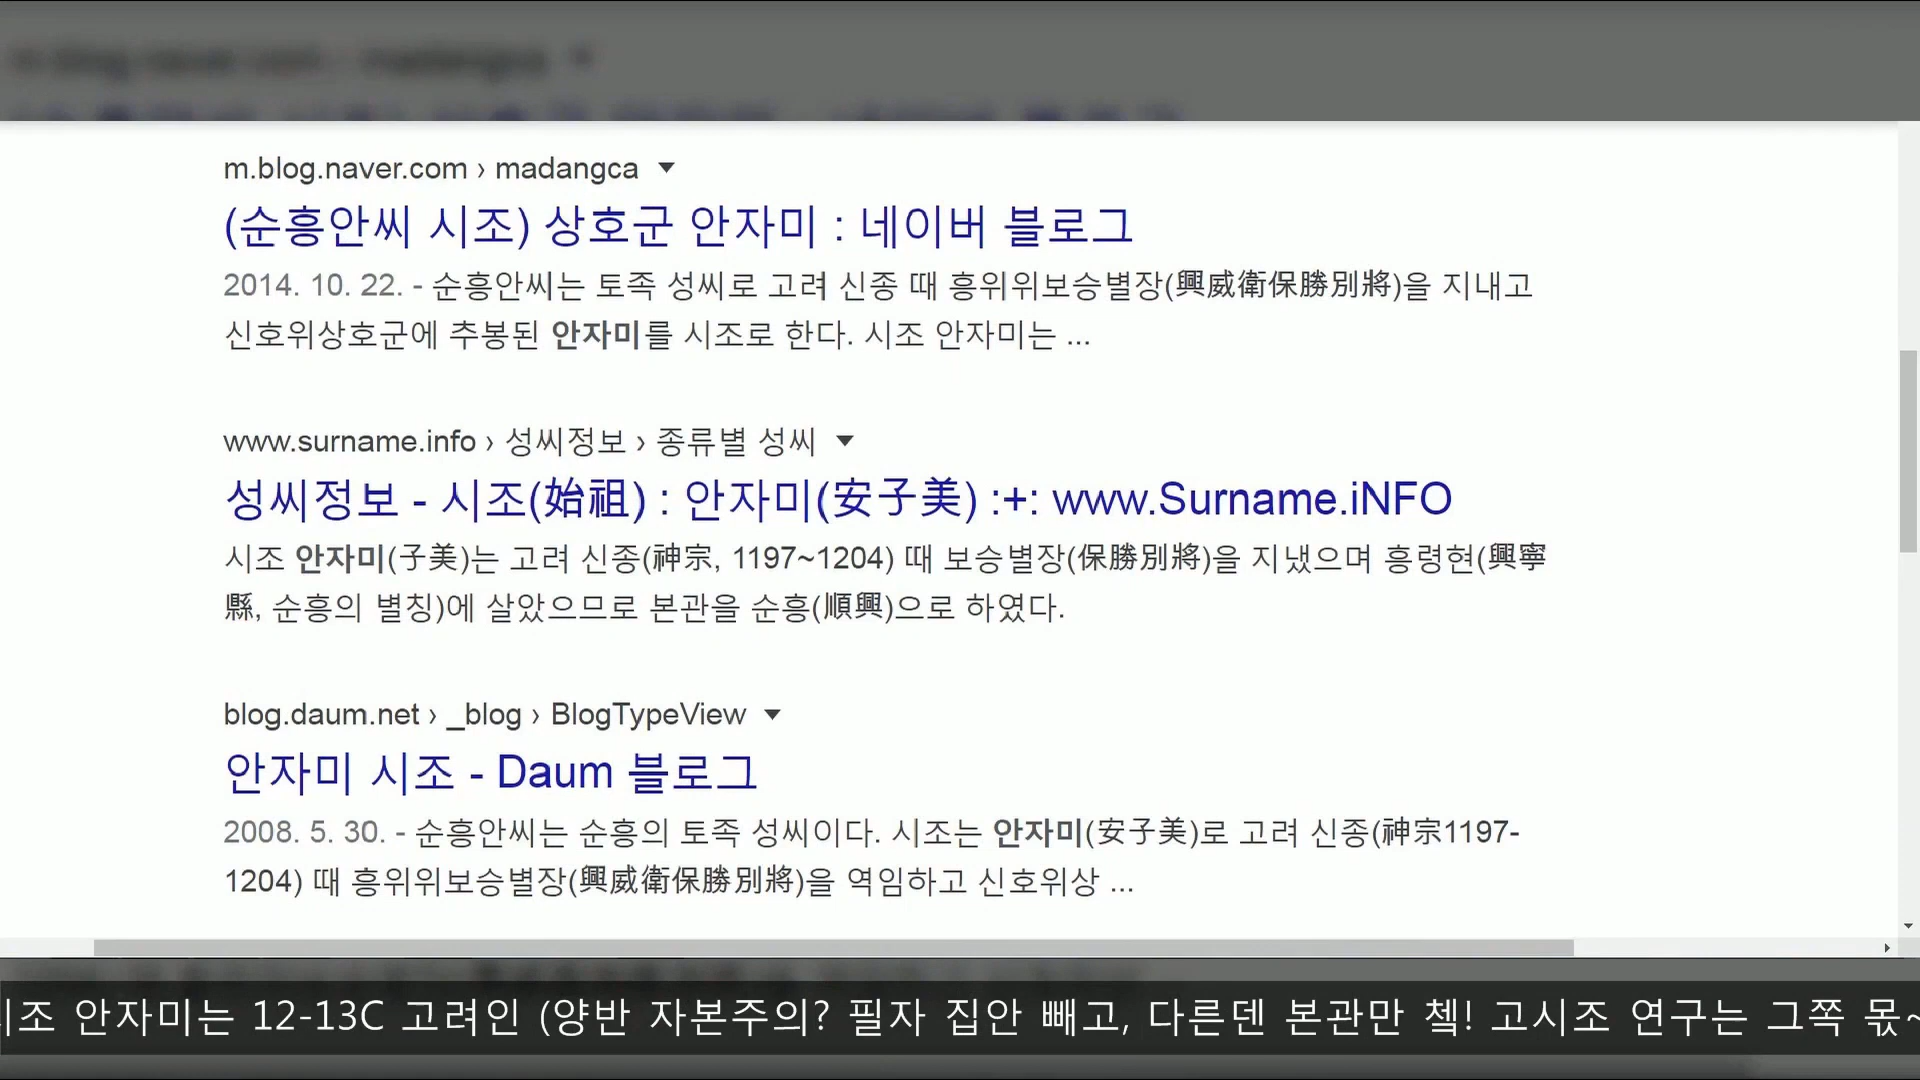 m.blog.naver.com › madangca
(순흥안씨 시조) 상호군 안자미 : 네이버 블로그
2014. 10. 22. - 순흥안씨는 토족 성씨로 고려 신종 때 흥위위보승별장(興威衛保勝別將)을 지내고
신호위상호군에 추봉된 안자미를 시조로 한다. 시조 안자미는 ...
www.surname.info › 성씨정보 › 종류별 성씨
성씨정보 - 시조(始祖) : 안자미(安子美) :+: www.Surname.iNFO
시조 안자미(子美)는 고려 신종(神宗, 1197~1204) 때 보승별장(保勝別將)을 지냈으며 흥령현(興寧
縣, 순흥의 별칭)에 살았으므로 본관을 순흥(順興)으로 하였다.
blog.daum.net › _blog › BlogTypeView
안자미 시조 - Daum 블로그
2008. 5. 30. - 순흥안씨는 순흥의 토족 성씨이다. 시조는 안자미(安子美)로 고려 신종(神宗1197-
1204) 때 흥위위보승별장(興威衛保勝別將)을 역임하고 신호위상 ...
시조 안자미는 12-13C 고려인 (양반 자본주의? 필자 집안 빼고, 다른덴 본관만 첵! 고시조 연구는 그쪽 몫~